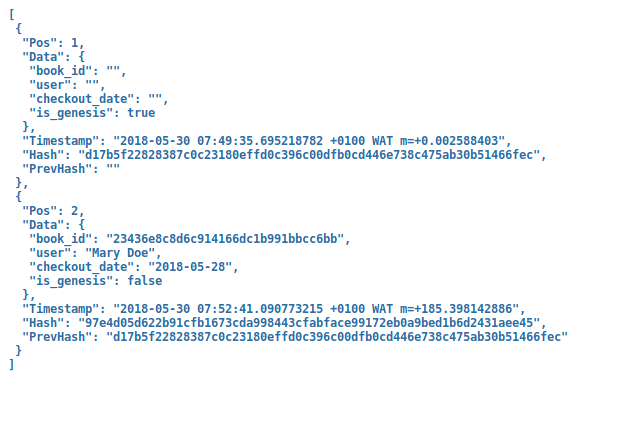 [
 {
  "Pos": 1,
  "Data": {
   "book_id": "",
   "user": "",
   "checkout_date": "",
   "is_genesis": true
  },
  "Timestamp": "2018-05-30 07:49:35.695218782 +0100 WAT m=+0.002588403",
  "Hash": "d17b5f22828387c0c23180effd0c396c00dfb0cd446e738c475ab30b51466fec",
  "PrevHash": ""
 },
 {
  "Pos": 2,
  "Data": {
   "book_id": "23436e8c8d6c914166dc1b991bbcc6bb",
   "user": "Mary Doe",
   "checkout_date": "2018-05-28",
   "is_genesis": false
  },
  "Timestamp": "2018-05-30 07:52:41.090773215 +0100 WAT m=+185.398142886",
  "Hash": "97e4d05d622b91cfb1673cda998443cfabface99172eb0a9bed1b6d2431aee45",
  "PrevHash": "d17b5f22828387c0c23180effd0c396c00dfb0cd446e738c475ab30b51466fec"
 }
]